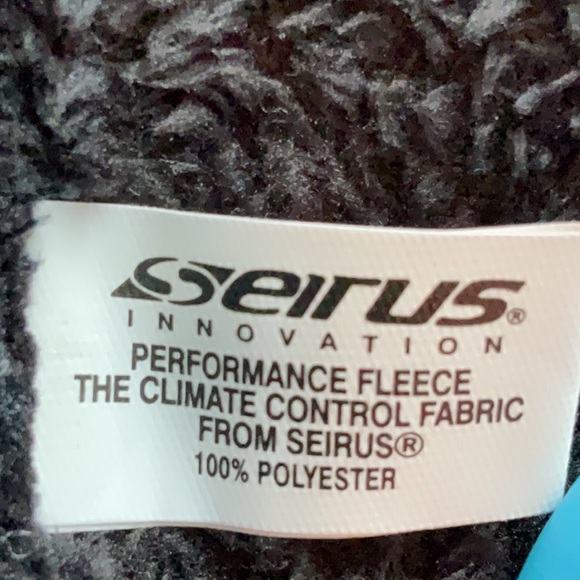 SEIRUS®
INNOVATION
PERFORMANCE FLEECE
THE CLIMATE CONTROL FABRIC
FROM SEIRUS®
100% POLYESTER